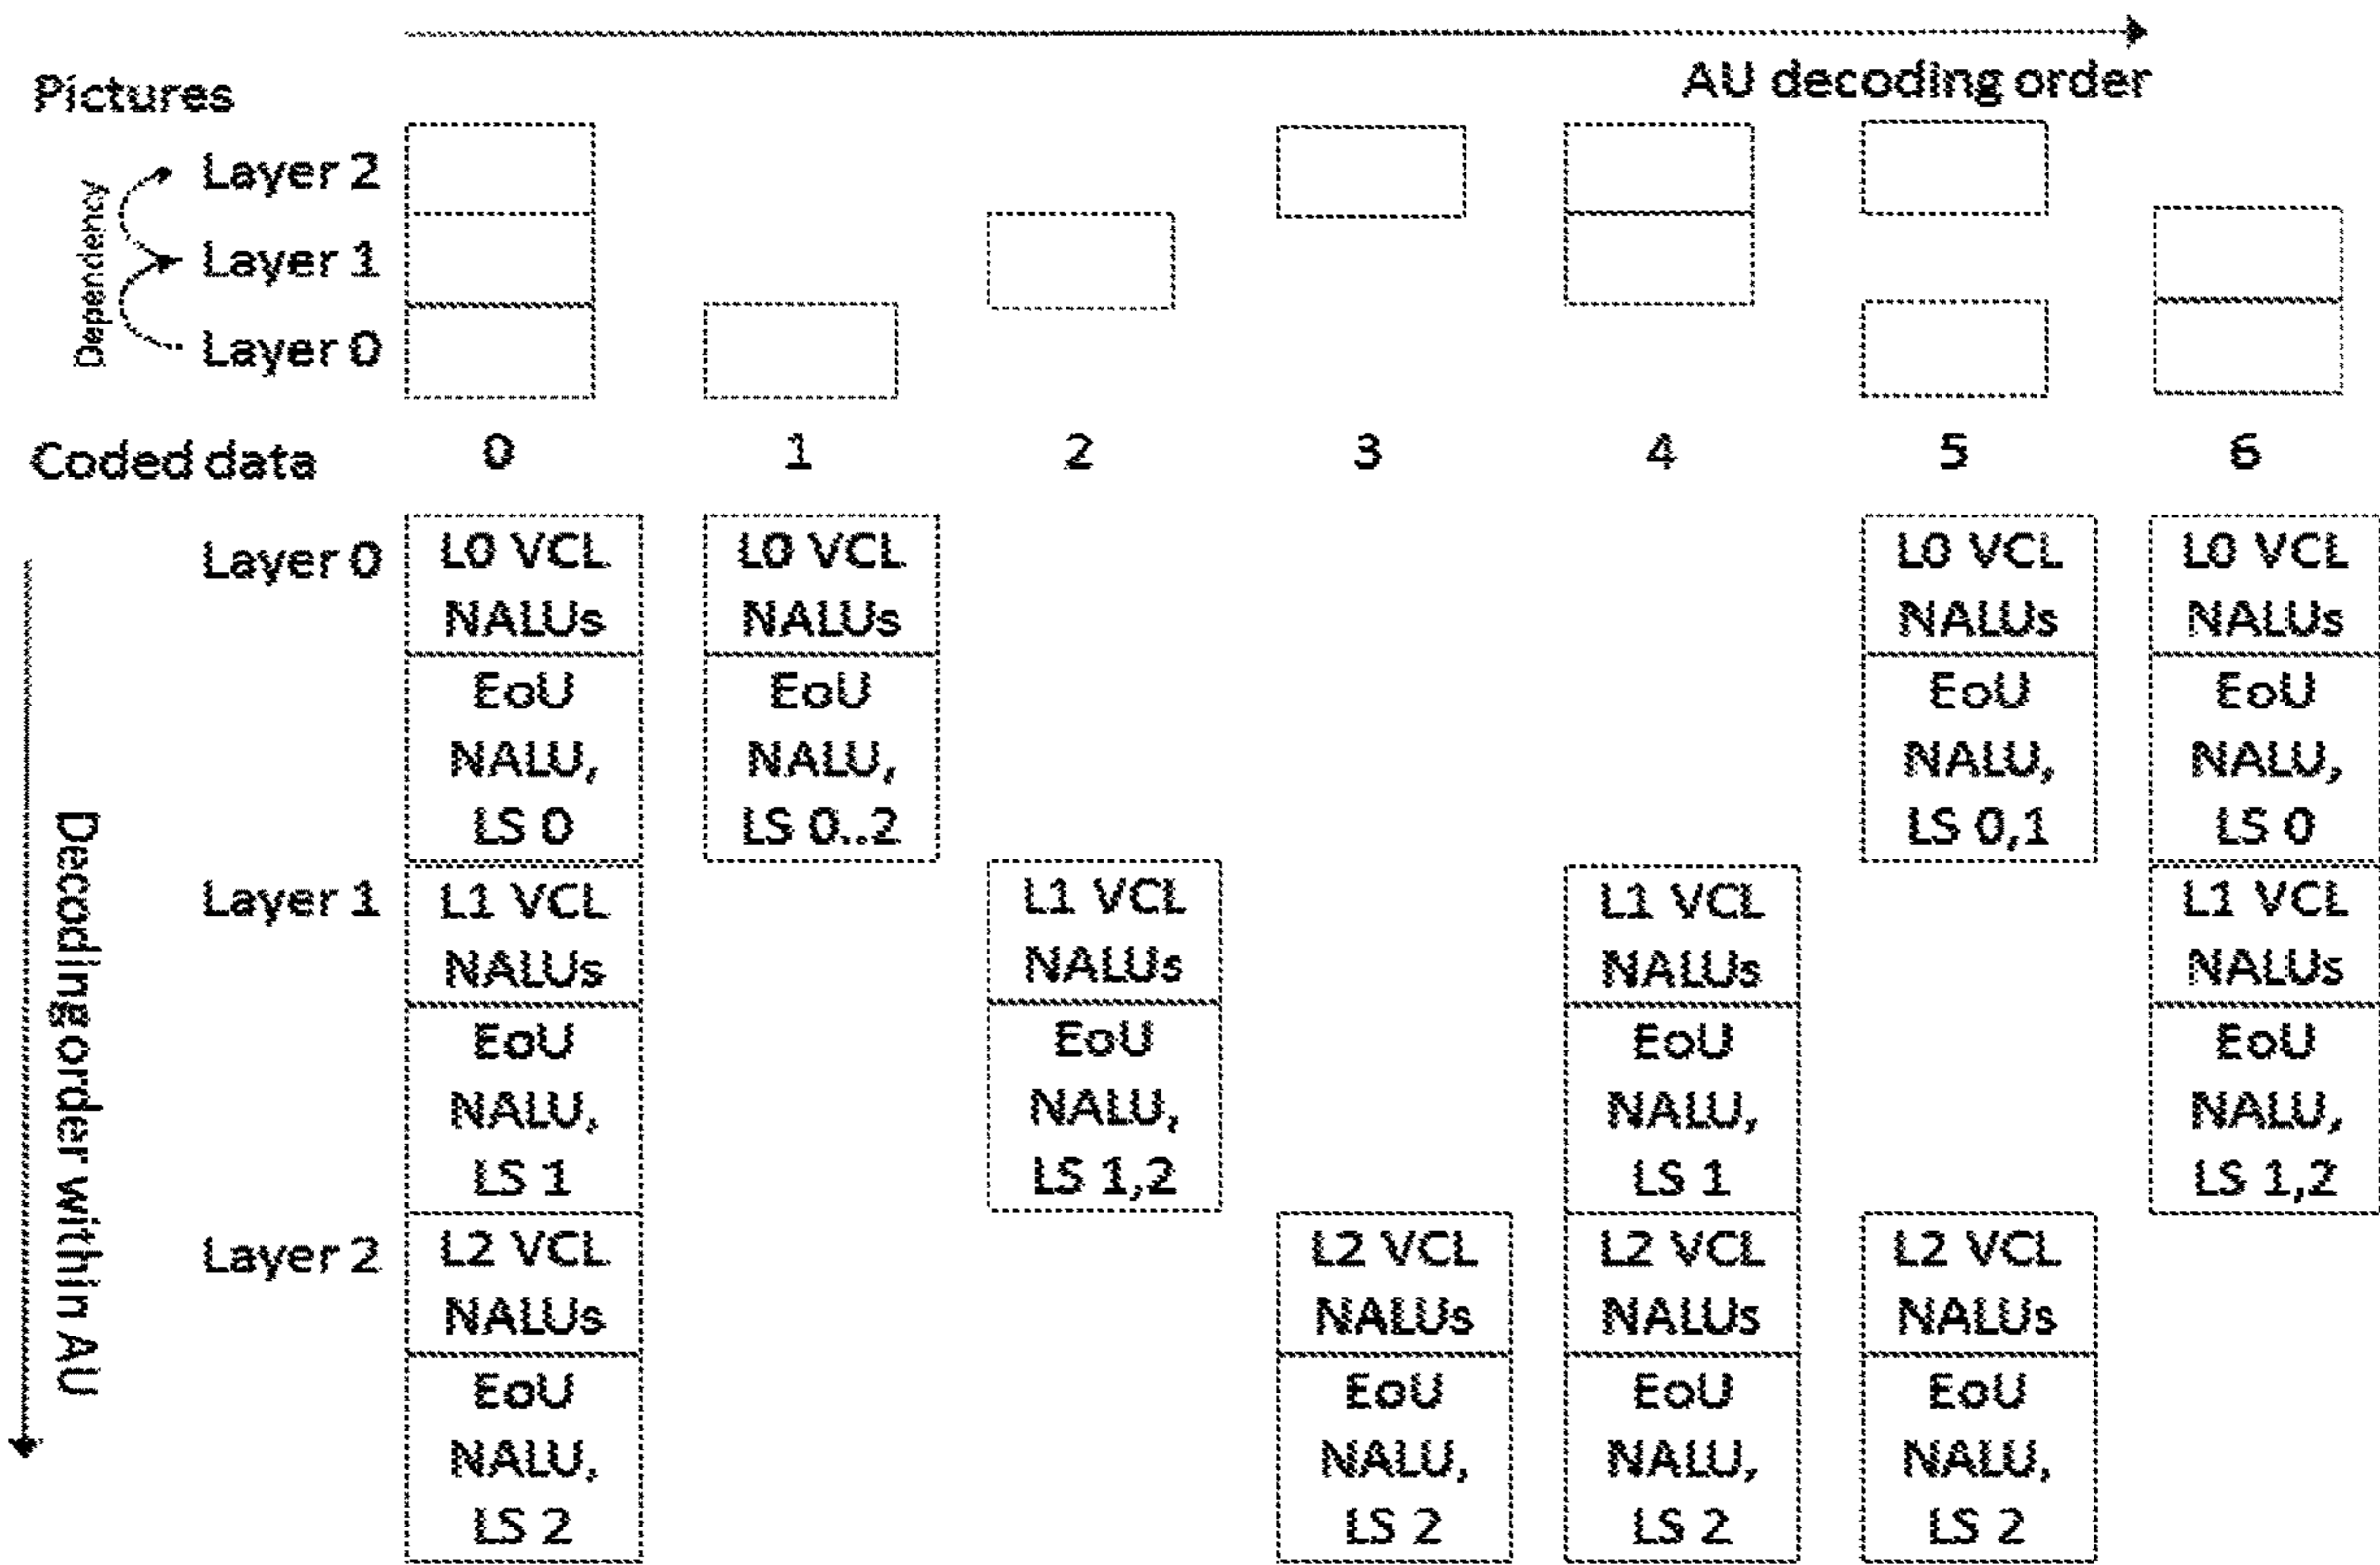 AU decoding order
Pictures
Layer 2
Layer 1
Layer 0
Dependency
Coded data 0 1 2 3 4 5 6
Layer 0
L0 VCL
NALUs
EoU
NALU,
LS 0
L1 VCL
NALUs
EoU
NALU,
LS 1
L2 VCL
NALUs
EoU
NALU,
LS 2
L0 VCL
NALUs
EoU
NALU,
LS 0..2
Layer 1
L1 VCL
NALUs
EoU
NALU,
LS 1,2
Layer 2
L2 VCL
NALUs
EoU
NALU,
LS 2
L1 VCL
NALUs
EoU
NALU,
LS 1
L2 VCL
NALUs
EoU
NALU,
LS 2
L0 VCL
NALUs
EoU
NALU,
LS 0,1
L2 VCL
NALUs
EoU
NALU,
LS 2
L0 VCL
NALUs
EoU
NALU,
LS 0
L1 VCL
NALUs
EoU
NALU,
LS 1,2
Decoding order within AU